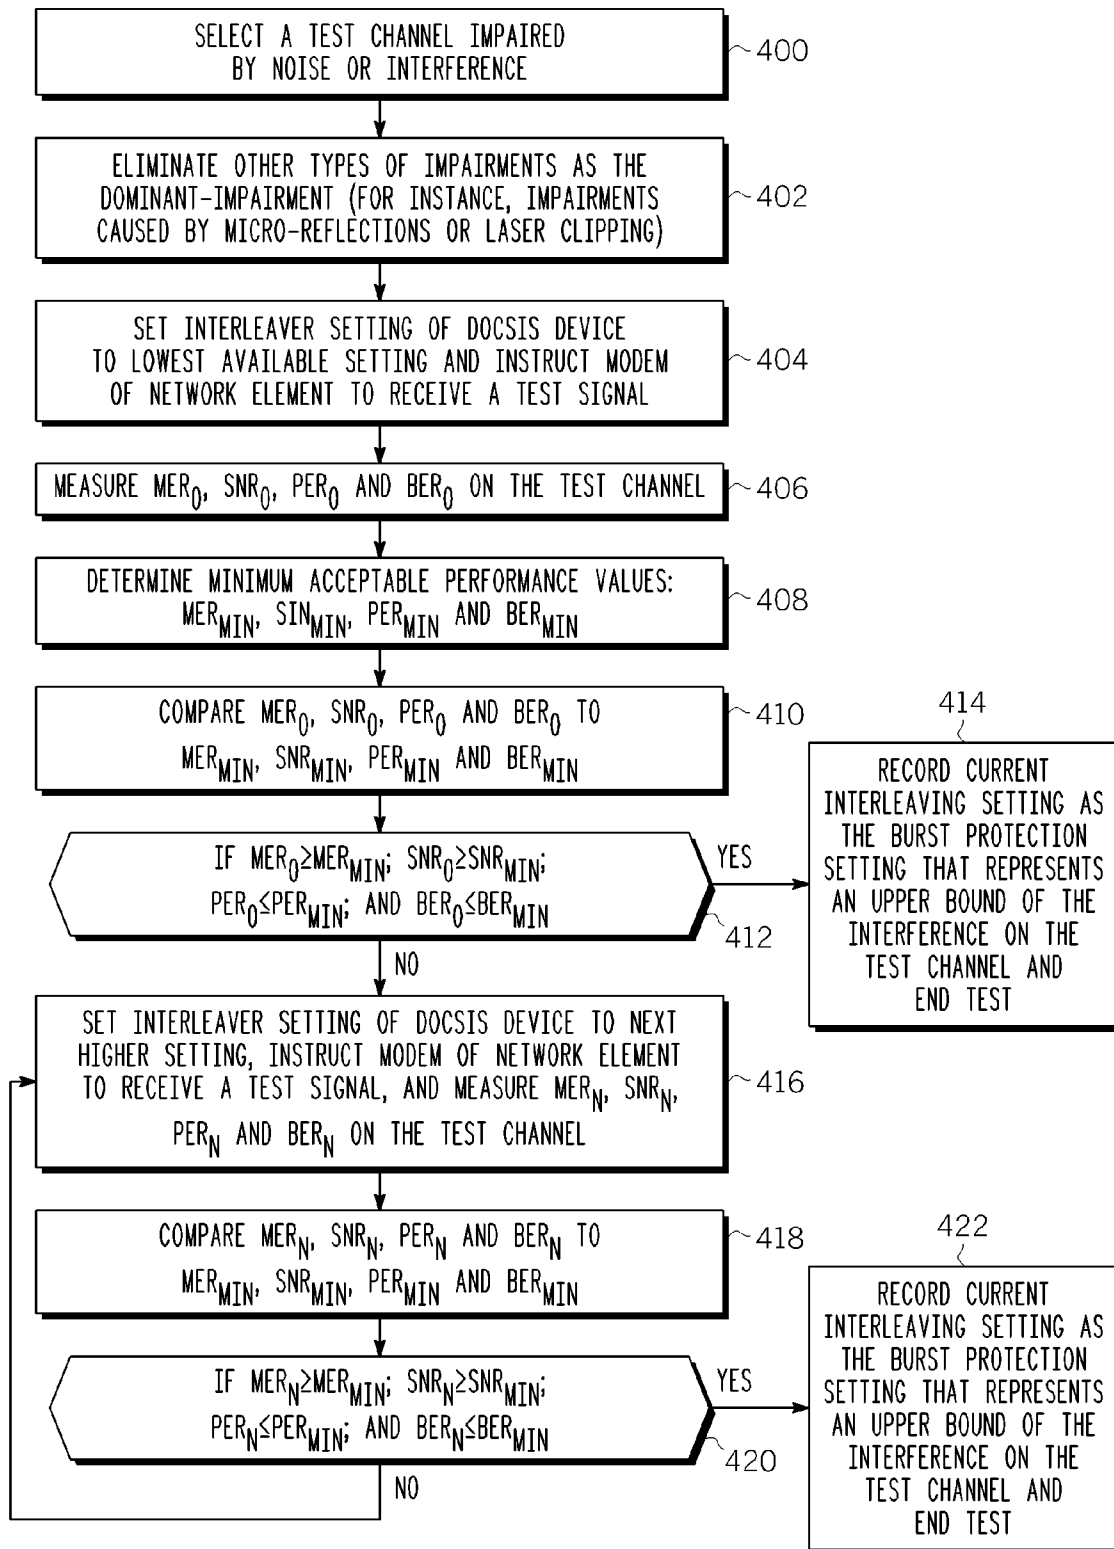 SELECT A TEST CHANNEL IMPAIRED
BY NOISE OR INTERFERENCE
400
ELIMINATE OTHER TYPES OF IMPAIRMENTS AS THE
DOMINANT-IMPAIRMENT (FOR INSTANCE, IMPAIRMENTS
CAUSED BY MICRO-REFLECTIONS OR LASER CLIPPING)
402
SET INTERLEAVER SETTING OF DOCSIS DEVICE
TO LOWEST AVAILABLE SETTING AND INSTRUCT MODEM
OF NETWORK ELEMENT TO RECEIVE A TEST SIGNAL
404
MEASURE MER0, SNR0, PER0 AND BER0 ON THE TEST CHANNEL
406
DETERMINE MINIMUM ACCEPTABLE PERFORMANCE VALUES:
MERMIN, SINMIN, PERMIN AND BERMIN
408
COMPARE MER0, SNR0, PER0 AND BER0 TO
MERMIN, SNRMIN, PERMIN AND BERMIN
410
IF MER0≥MERMIN; SNR0≥SNRMIN;
PER0≤PERMIN; AND BER0≤BERMIN
412
YES
NO
414
RECORD CURRENT
INTERLEAVING SETTING AS
THE BURST PROTECTION
SETTING THAT REPRESENTS
AN UPPER BOUND OF THE
INTERFERENCE ON THE
TEST CHANNEL AND
END TEST
SET INTERLEAVER SETTING OF DOCSIS DEVICE TO NEXT
HIGHER SETTING, INSTRUCT MODEM OF NETWORK ELEMENT
TO RECEIVE A TEST SIGNAL, AND MEASURE MERN, SNRN,
PERN AND BERN ON THE TEST CHANNEL
416
COMPARE MERN, SNRN, PERN AND BERN TO
MERMIN, SNRMIN, PERMIN AND BERMIN
418
IF MERN≥MERMIN; SNRN≥SNRMIN;
PERN≤PERMIN; AND BERN≤BERMIN
420
YES
NO
422
RECORD CURRENT
INTERLEAVING SETTING AS
THE BURST PROTECTION
SETTING THAT REPRESENTS
AN UPPER BOUND OF THE
INTERFERENCE ON THE
TEST CHANNEL AND
END TEST